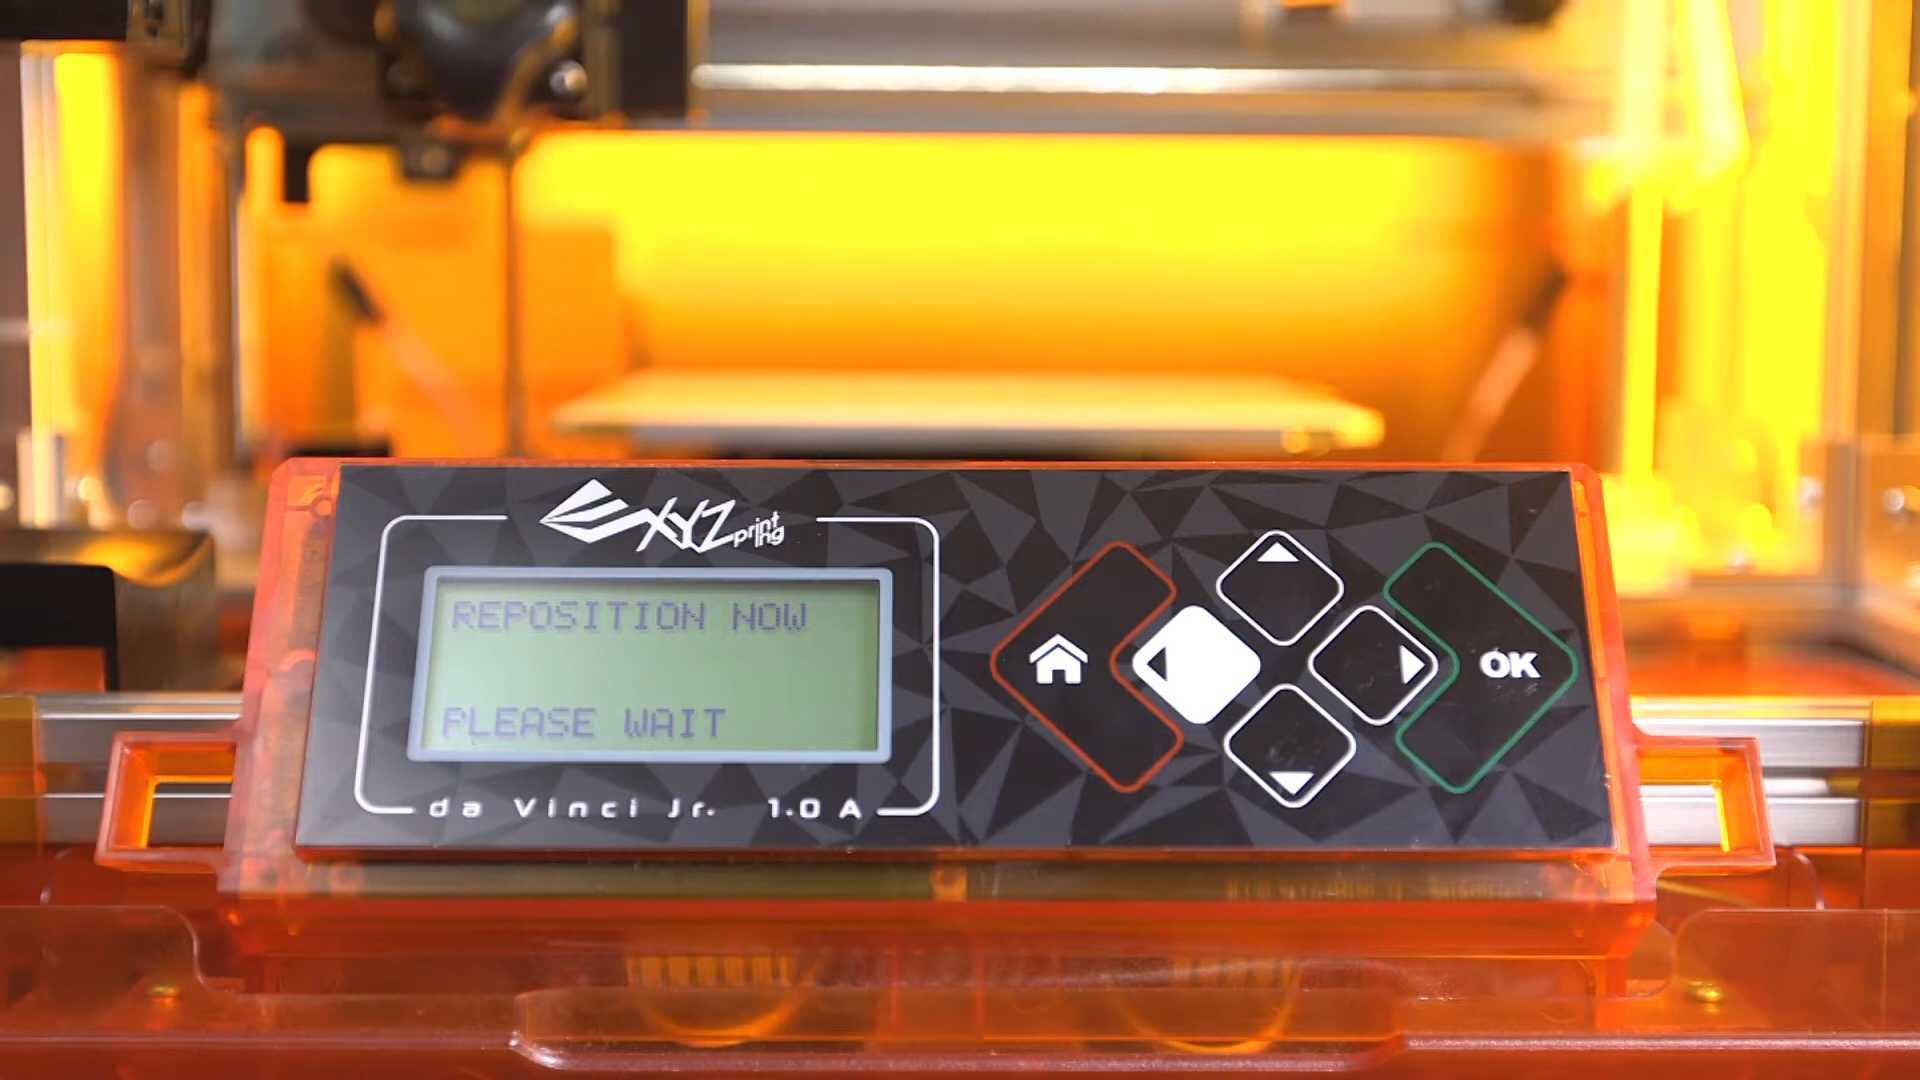 XYZprinting
REPOSITION NOW
PLEASE WAIT
da Vinci Jr. 1.0 A
OK